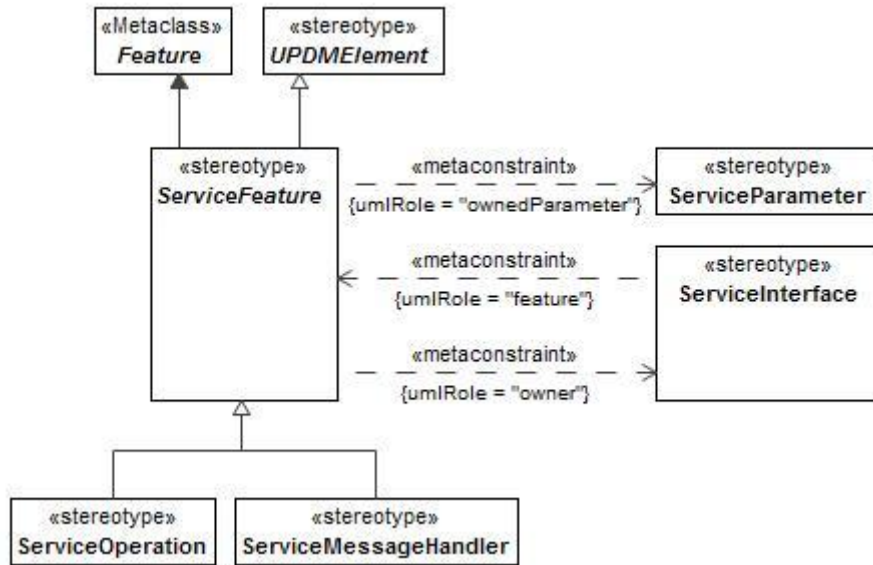 «Metaclass»
Feature
«stereotype»
UPDMElement
«stereotype»
ServiceFeature
«metaconstraint»
{umlRole = "ownedParameter"}
«stereotype»
ServiceParameter
«metaconstraint»
{umlRole = "feature"}
«stereotype»
ServiceInterface
«metaconstraint»
{umlRole = "owner"}
«stereotype»
ServiceOperation
«stereotype»
ServiceMessageHandler